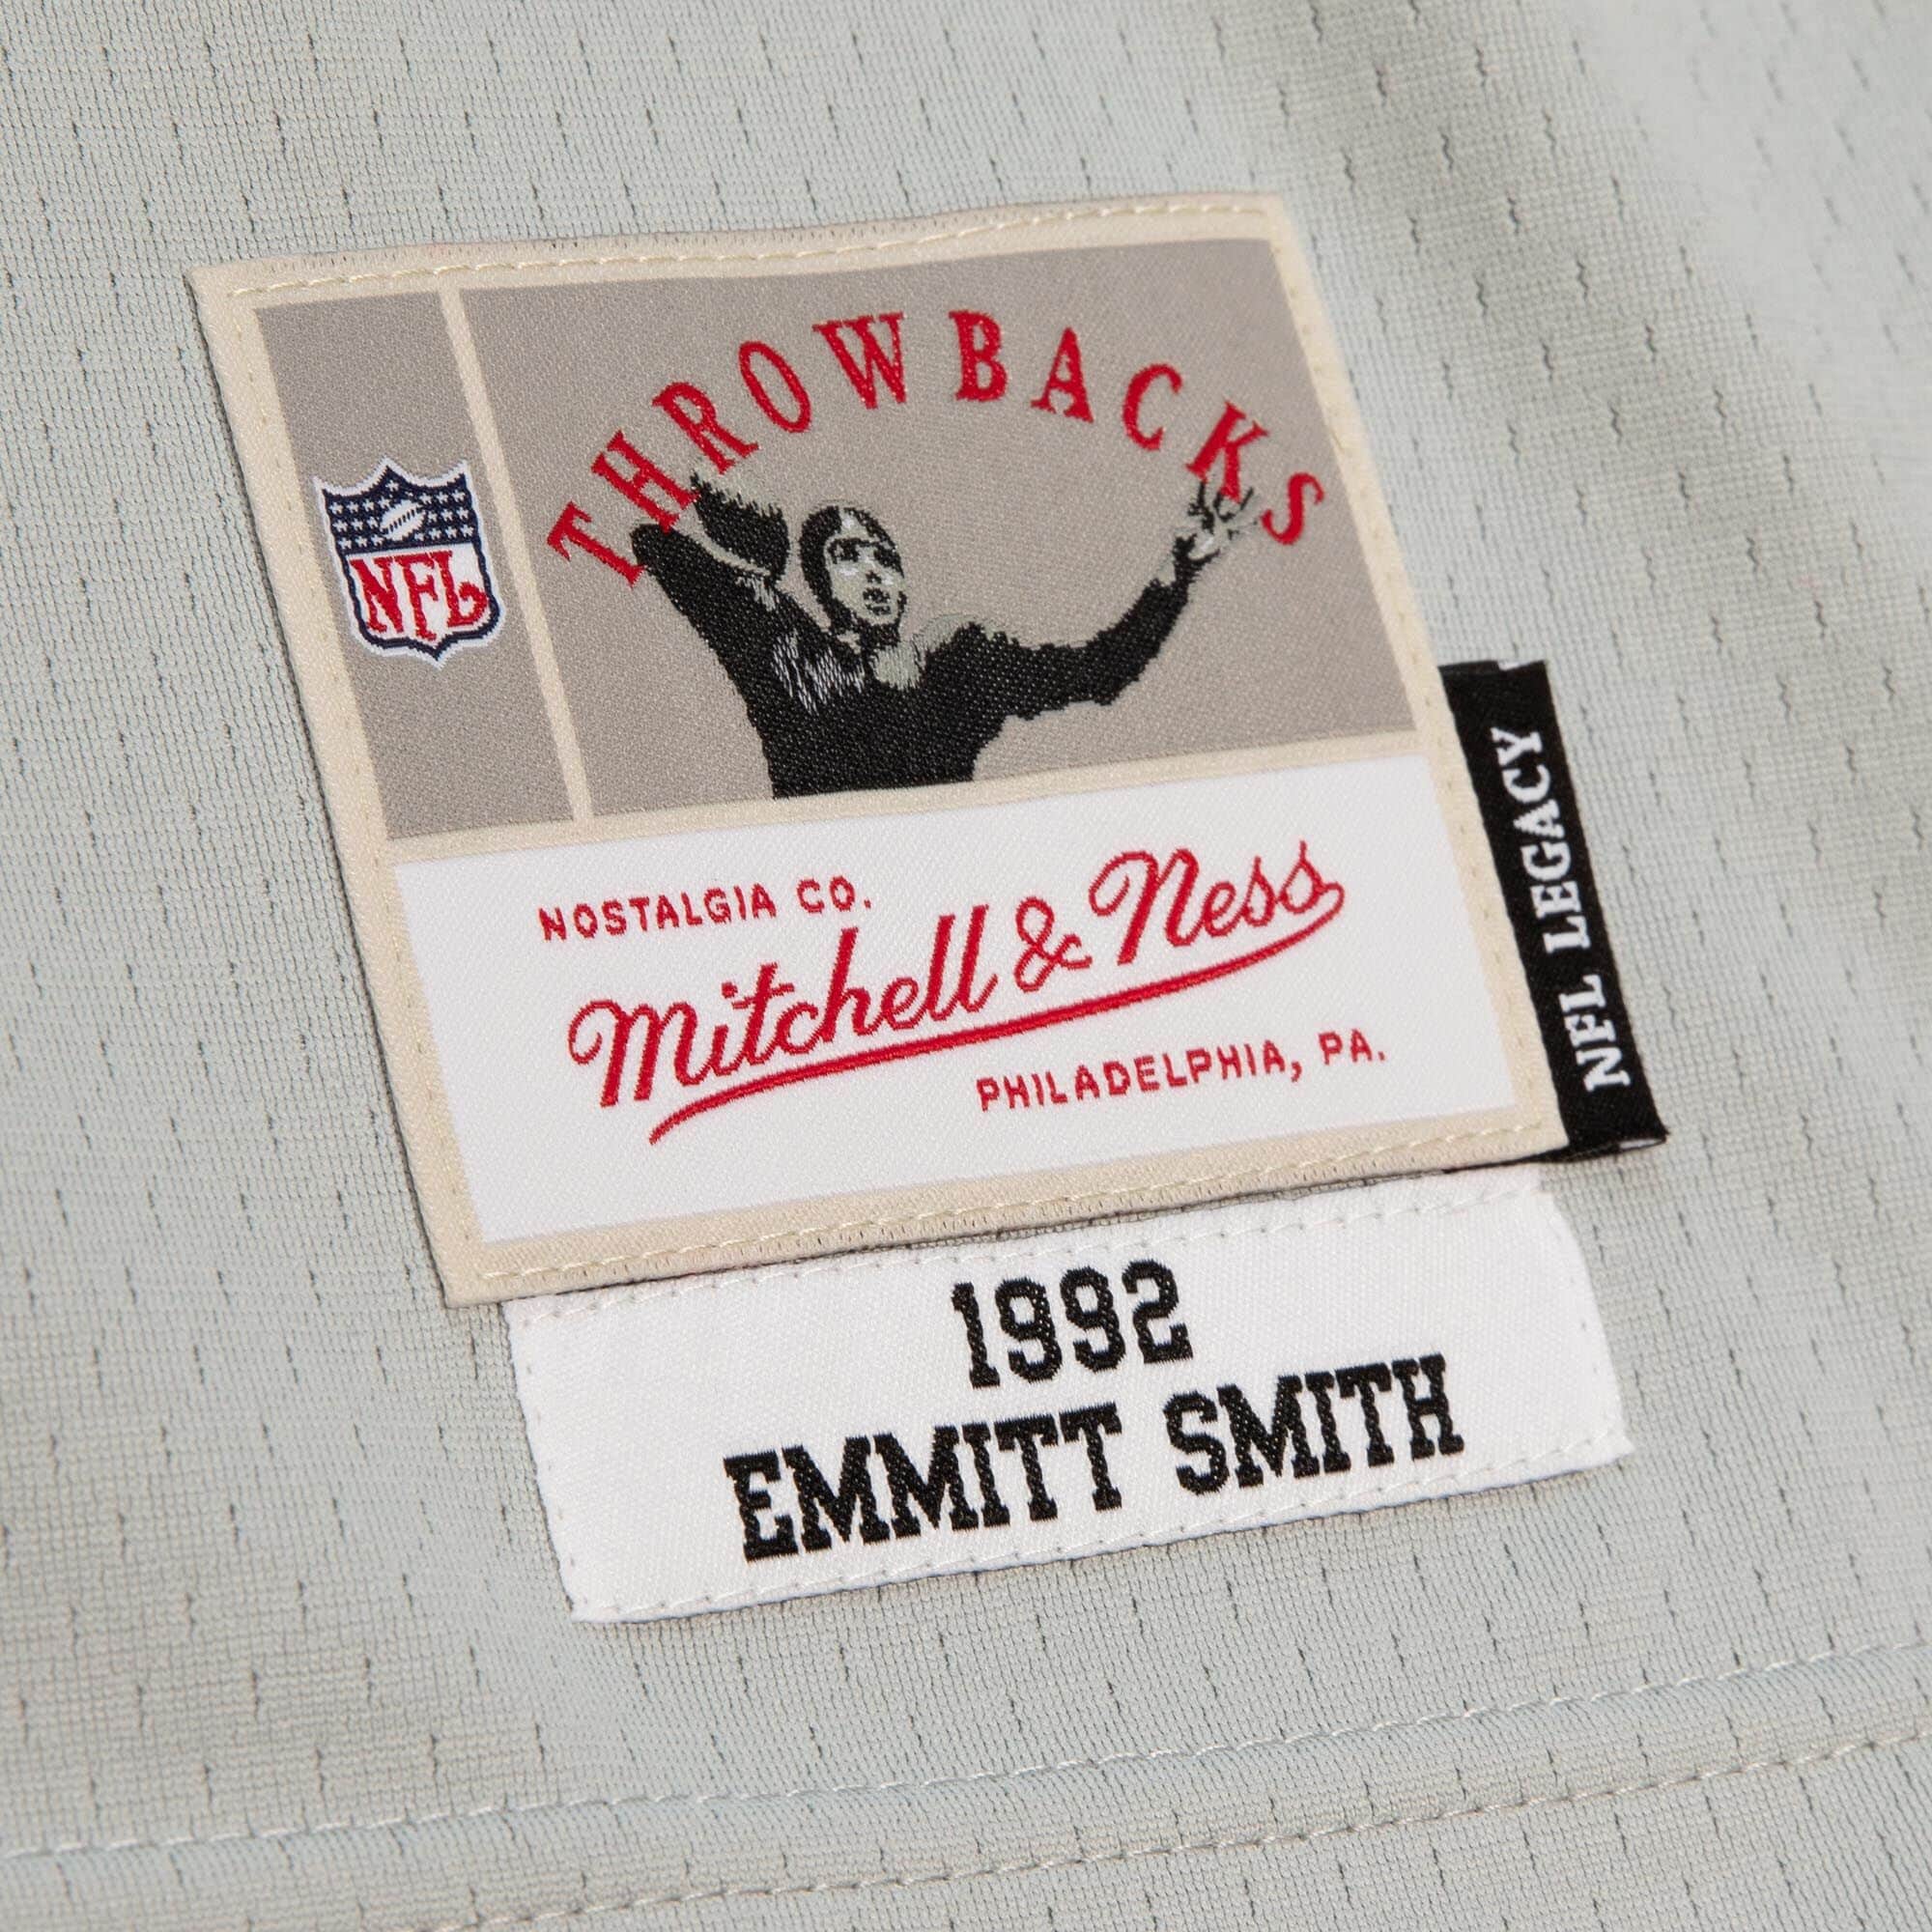 THROWBACKS
NFL
NOSTALGIA CO.
Mitchell & Ness
PHILADELPHIA, PA.
NFL LEGACY
1992
EMMITT SMITH